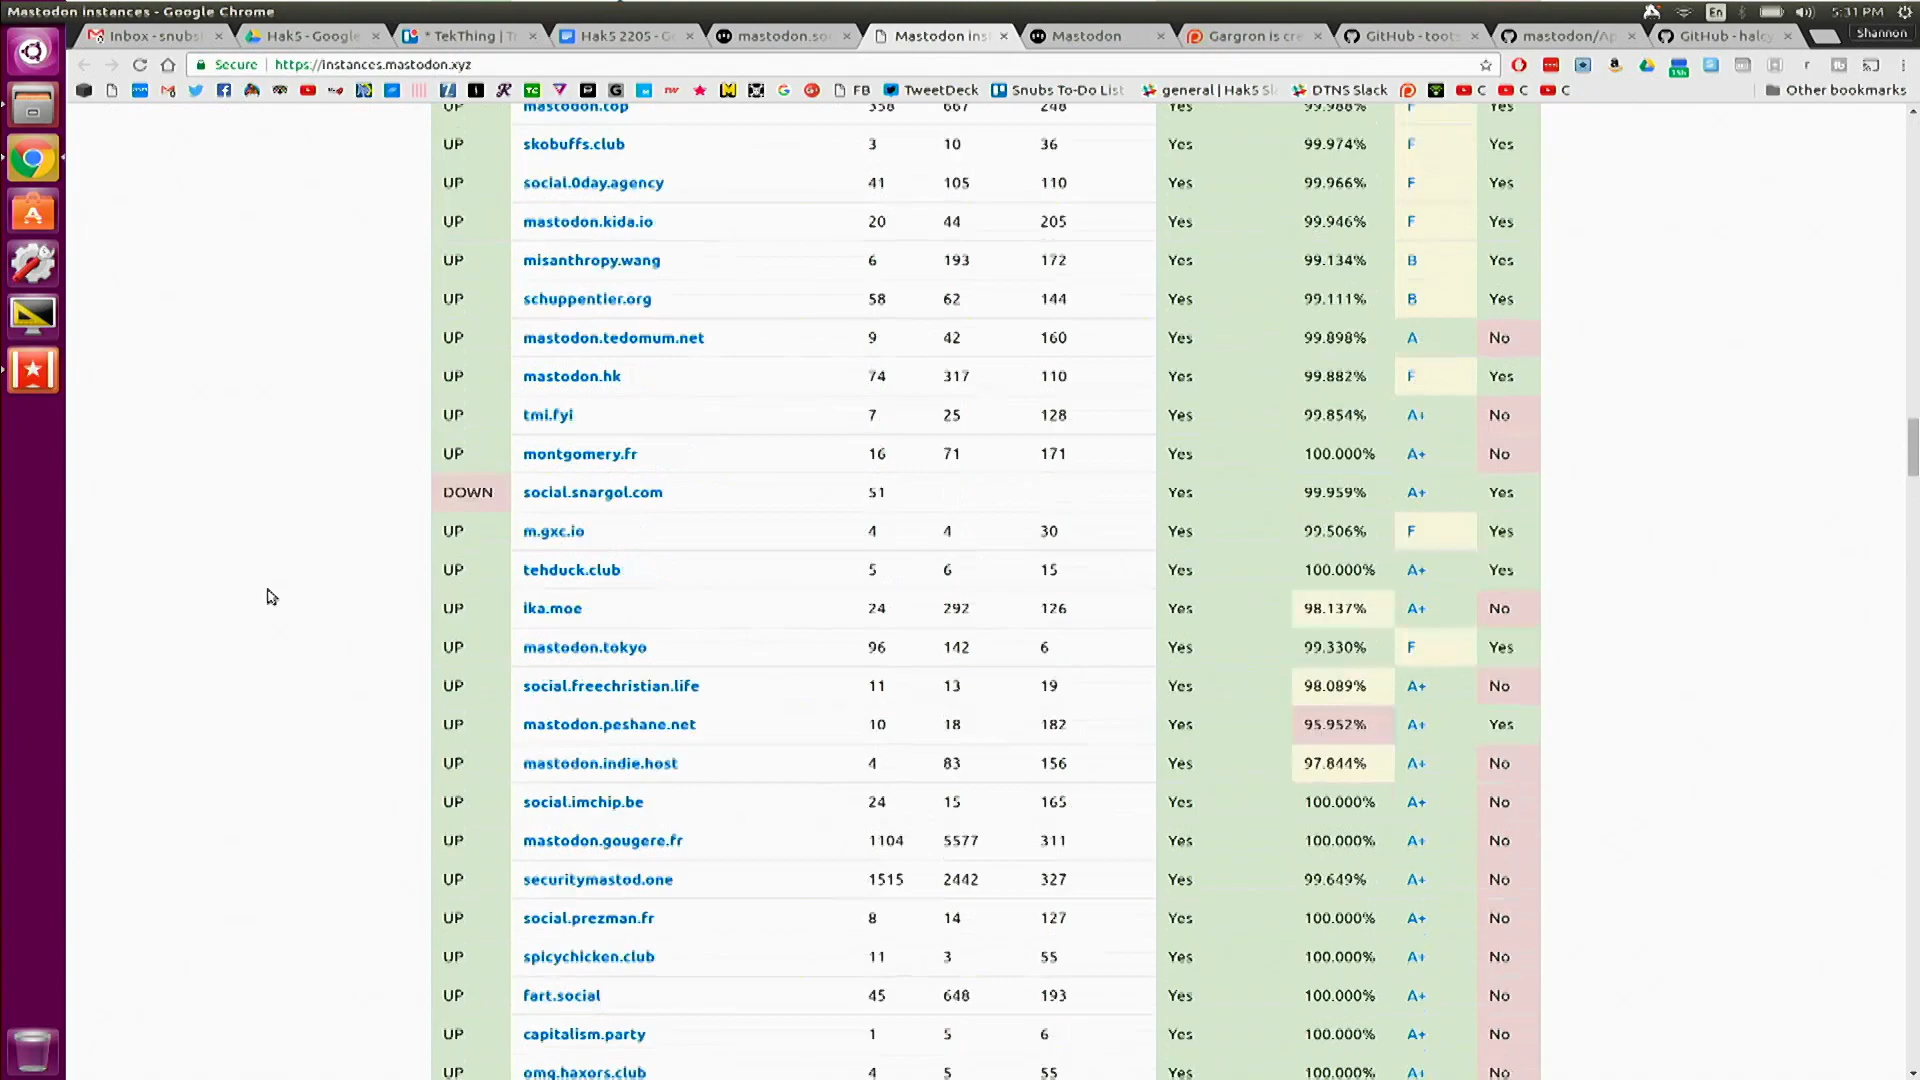 Mastodon instances - Google Chrome
En
5:31 PM
Inbox - snubs
Hak5 - Google
* TekThing | T
Hak5 2205 - G
mastodon.so
Mastodon ins
Mastodon
Gargron is cre
GitHub - toots
mastodon/Ap
GitHub - halcy
Shannon
Secure
https://instances.mastodon.xyz
FB
TweetDeck
Snubs To-Do List
general | Hak5 Sl
DTNS Slack
C
C
C
Other bookmarks
UP mastodon.top 358 667 248 Yes 99.988% F Yes
UP skobuffs.club 3 10 36 Yes 99.974% F Yes
UP social.0day.agency 41 105 110 Yes 99.966% F Yes
UP mastodon.kida.io 20 44 205 Yes 99.946% F Yes
UP misanthropy.wang 6 193 172 Yes 99.134% B Yes
UP schuppentier.org 58 62 144 Yes 99.111% B Yes
UP mastodon.tedomum.net 9 42 160 Yes 99.898% A No
UP mastodon.hk 74 317 110 Yes 99.882% F Yes
UP tmi.fyi 7 25 128 Yes 99.854% A+ No
UP montgomery.fr 16 71 171 Yes 100.000% A+ No
DOWN social.snargol.com 51 Yes 99.959% A+ Yes
UP m.gxc.io 4 4 30 Yes 99.506% F Yes
UP tehduck.club 5 6 15 Yes 100.000% A+ Yes
UP ika.moe 24 292 126 Yes 98.137% A+ No
UP mastodon.tokyo 96 142 6 Yes 99.330% F Yes
UP social.freechristian.life 11 13 19 Yes 98.089% A+ No
UP mastodon.peshane.net 10 18 182 Yes 95.952% A+ Yes
UP mastodon.indie.host 4 83 156 Yes 97.844% A+ No
UP social.imchip.be 24 15 165 Yes 100.000% A+ No
UP mastodon.gougere.fr 1104 5577 311 Yes 100.000% A+ No
UP securitymastod.one 1515 2442 327 Yes 99.649% A+ No
UP social.prezman.fr 8 14 127 Yes 100.000% A+ No
UP spicychicken.club 11 3 55 Yes 100.000% A+ No
UP fart.social 45 648 193 Yes 100.000% A+ No
UP capitalism.party 1 5 6 Yes 100.000% A+ No
UP omg.haxors.club 4 5 55 Yes 100.000% A+ No